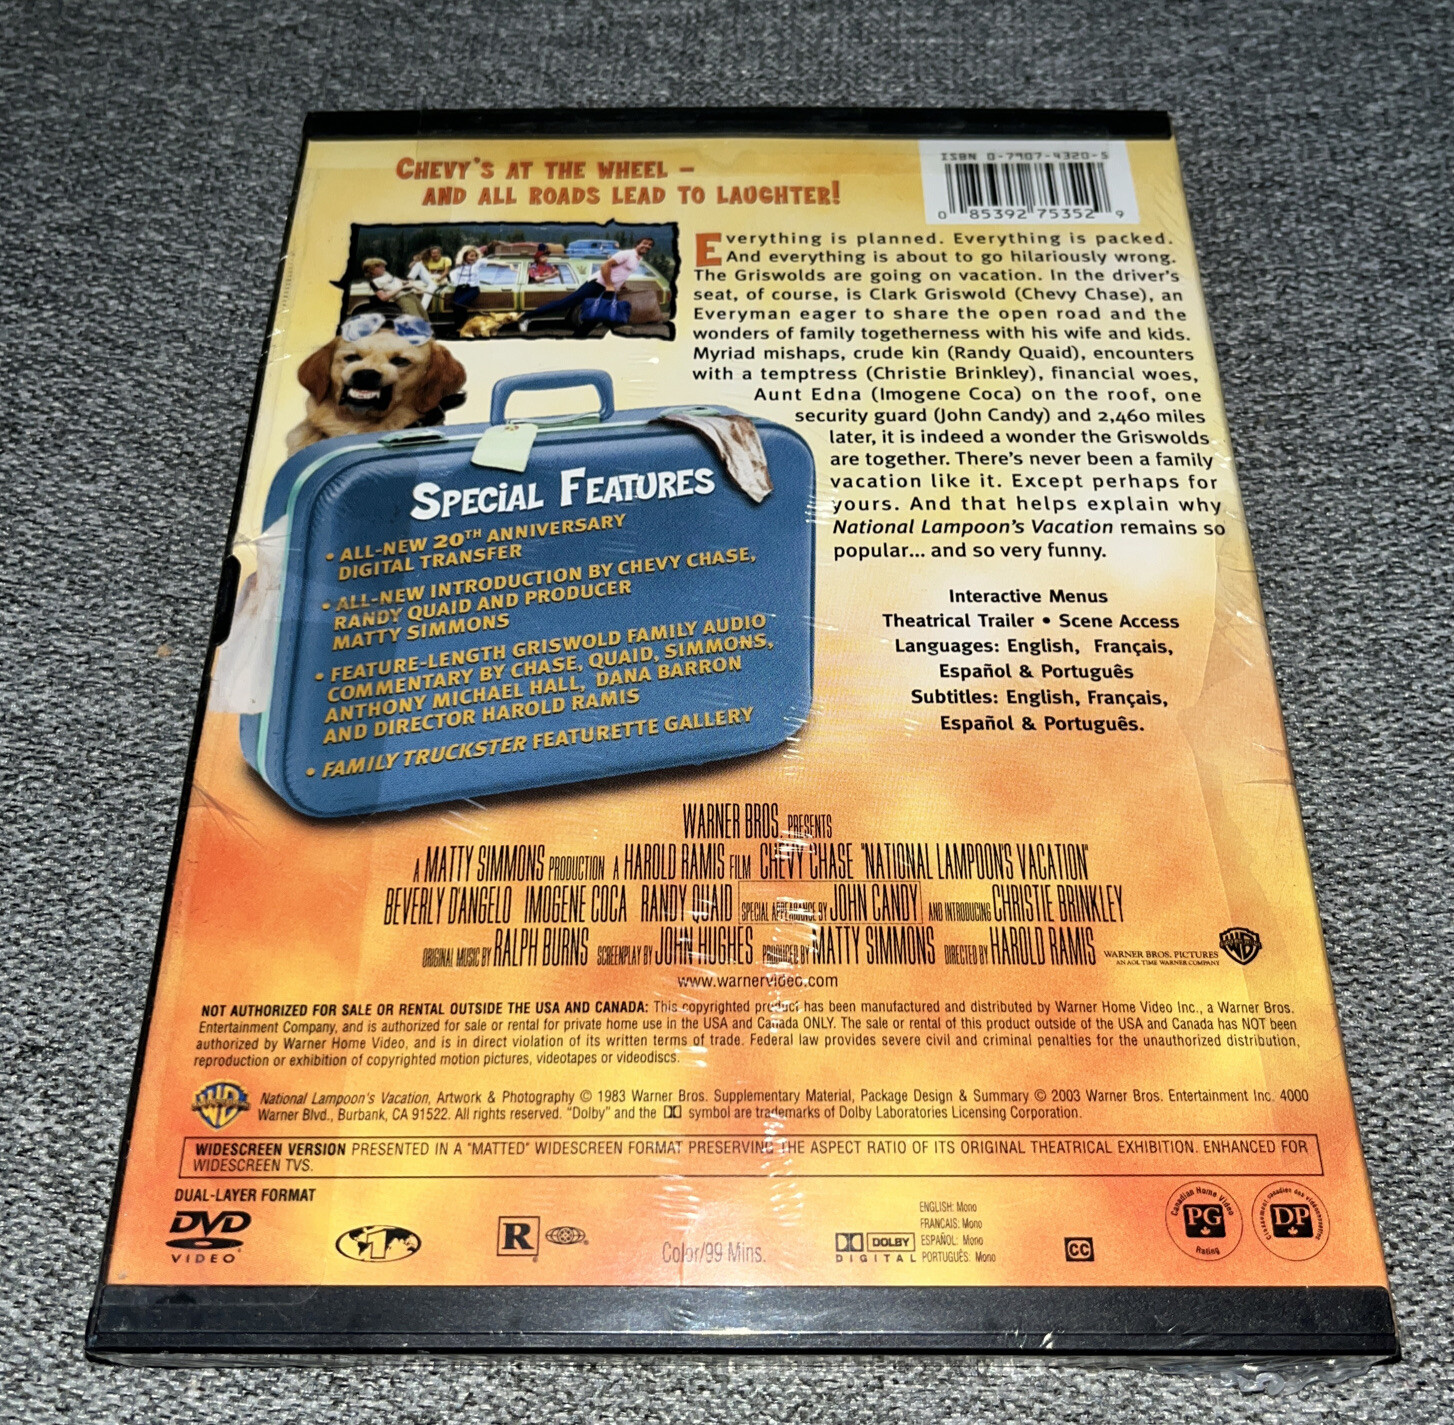 CHEVY'S AT THE WHEEL –
AND ALL ROADS LEAD TO LAUGHTER!
ISBN 0-7907-4320-5
0 85392 75352 9
Everything is planned. Everything is packed.
And everything is about to go hilariously wrong.
The Griswolds are going on vacation. In the driver's
seat, of course, is Clark Griswold (Chevy Chase), an
Everyman eager to share the open road and the
wonders of family togetherness with his wife and kids.
Myriad mishaps, crude kin (Randy Quaid), encounters
with a temptress (Christie Brinkley), financial woes,
Aunt Edna (Imogene Coca) on the roof, one
security guard (John Candy) and 2,460 miles
later, it is indeed a wonder the Griswolds
are together. There's never been a family
vacation like it. Except perhaps for
yours. And that helps explain why
National Lampoon's Vacation remains so
popular... and so very funny.
SPECIAL FEATURES
• ALL-NEW 20TH ANNIVERSARY
DIGITAL TRANSFER
• ALL-NEW INTRODUCTION BY CHEVY CHASE,
RANDY QUAID AND PRODUCER
MATTY SIMMONS
• FEATURE-LENGTH GRISWOLD FAMILY AUDIO
COMMENTARY BY CHASE, QUAID, SIMMONS,
ANTHONY MICHAEL HALL, DANA BARRON
AND DIRECTOR HAROLD RAMIS
• FAMILY TRUCKSTER FEATURETTE GALLERY
Interactive Menus
Theatrical Trailer • Scene Access
Languages: English, Français,
Español & Português
Subtitles: English, Français,
Español & Português.
WARNER BROS. PRESENTS
A MATTY SIMMONS PRODUCTION A HAROLD RAMIS FILM CHEVY CHASE "NATIONAL LAMPOON'S VACATION"
BEVERLY D'ANGELO IMOGENE COCA RANDY QUAID SPECIAL APPEARANCE BY JOHN CANDY AND INTRODUCING CHRISTIE BRINKLEY
ORIGINAL MUSIC BY RALPH BURNS SCREENPLAY BY JOHN HUGHES PRODUCED BY MATTY SIMMONS DIRECTED BY HAROLD RAMIS
WARNER BROS. PICTURES
AN AOL TIME WARNER COMPANY
www.warnervideo.com
NOT AUTHORIZED FOR SALE OR RENTAL OUTSIDE THE USA AND CANADA: This copyrighted product has been manufactured and distributed by Warner Home Video Inc., a Warner Bros.
Entertainment Company, and is authorized for sale or rental for private home use in the USA and Canada ONLY. The sale or rental of this product outside of the USA and Canada has NOT been
authorized by Warner Home Video, and is in direct violation of its written terms of trade. Federal law provides severe civil and criminal penalties for the unauthorized distribution,
reproduction or exhibition of copyrighted motion pictures, videotapes or videodiscs.
National Lampoon's Vacation, Artwork & Photography © 1983 Warner Bros. Supplementary Material, Package Design & Summary © 2003 Warner Bros. Entertainment Inc. 4000
Warner Blvd., Burbank, CA 91522. All rights reserved. "Dolby" and the DD symbol are trademarks of Dolby Laboratories Licensing Corporation.
WIDESCREEN VERSION PRESENTED IN A "MATTED" WIDESCREEN FORMAT PRESERVING THE ASPECT RATIO OF ITS ORIGINAL THEATRICAL EXHIBITION. ENHANCED FOR
WIDESCREEN TVS.
DUAL-LAYER FORMAT
DVD
VIDEO
1
R
Color/99 Mins.
DOLBY
DIGITAL
ENGLISH: Mono
FRANCAIS: Mono
ESPAÑOL: Mono
PORTUGUÊS: Mono
CC
Canadian Home Video
PG
Rating
DP